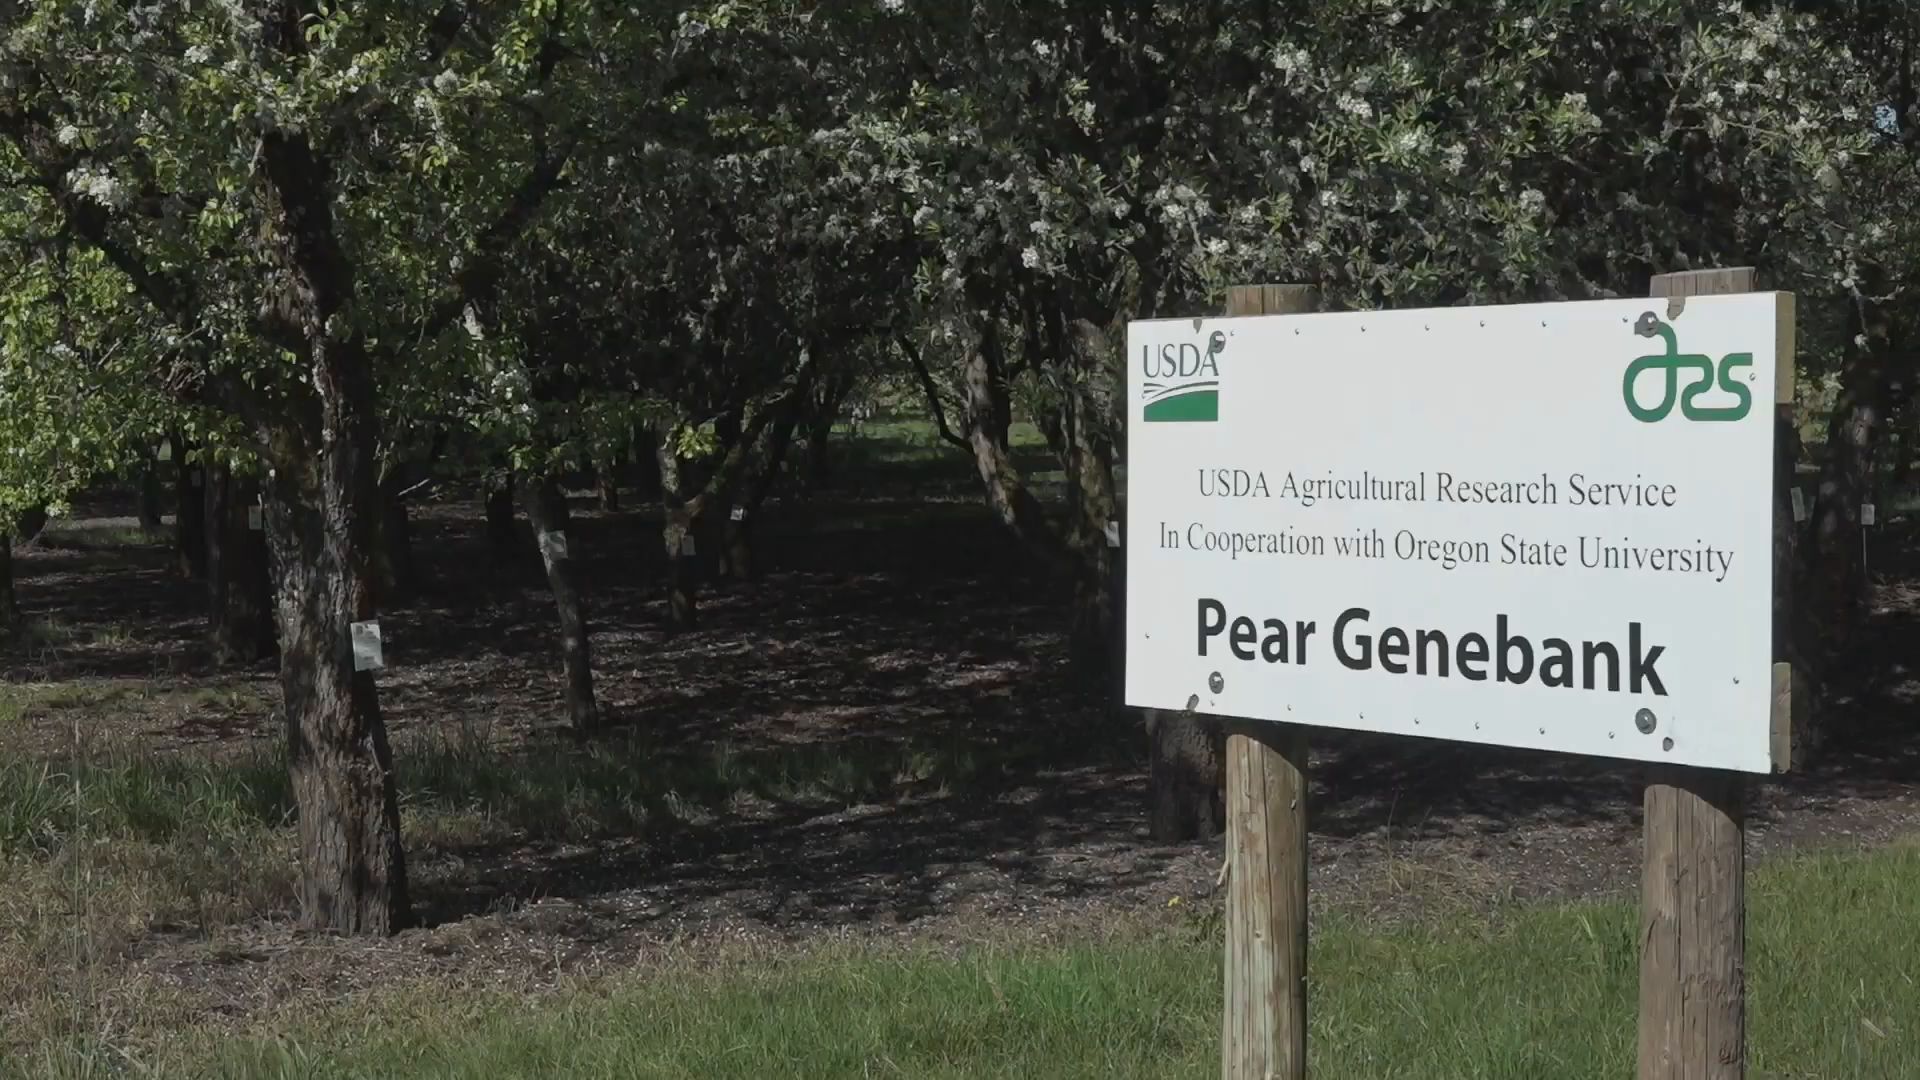 USDA
ars
USDA Agricultural Research Service
In Cooperation with Oregon State University
Pear Genebank